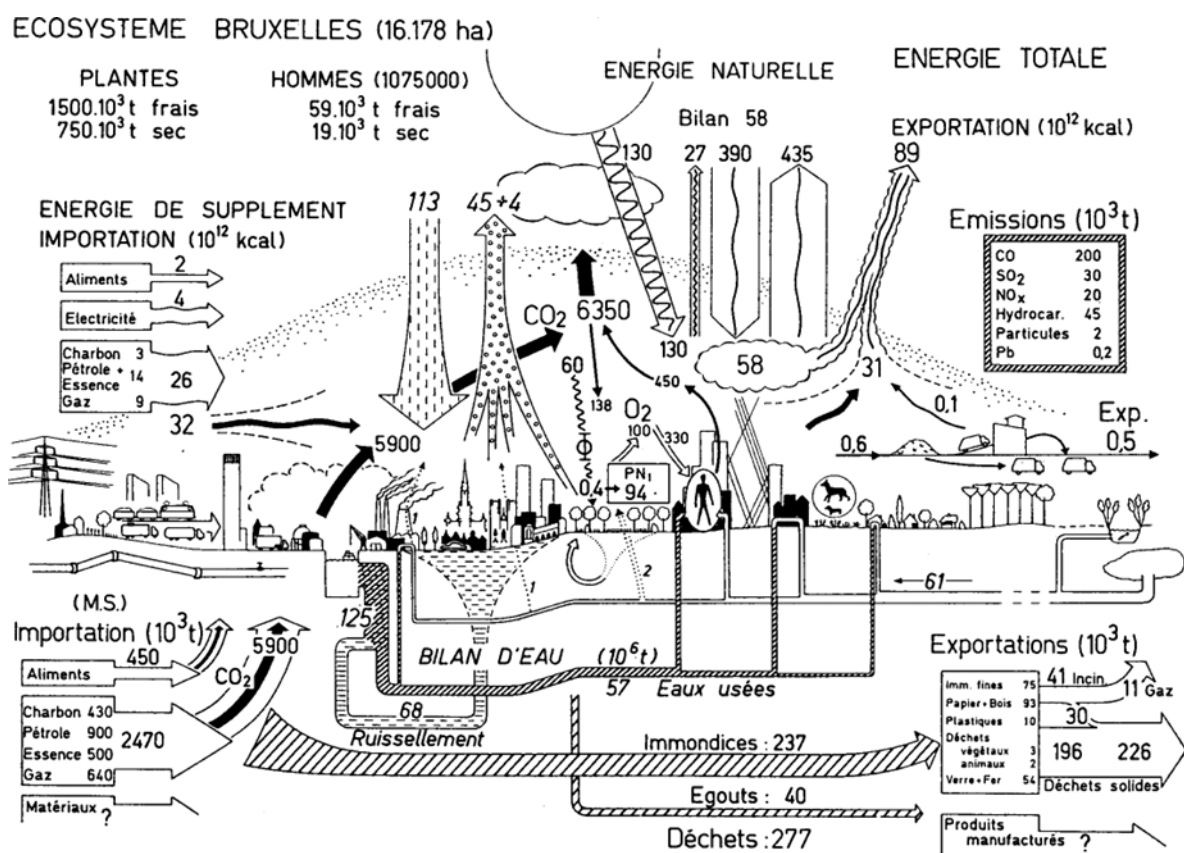 ECOSYSTEME BRUXELLES (16.178 ha)
PLANTES
1500.10³ t frais
750.10³ t sec
HOMMES (1075000)
59.10³ t frais
19.10³ t sec
ENERGIE NATURELLE
Bilan 58
ENERGIE TOTALE
EXPORTATION (10¹² kcal)
89
130
27
390
435
113
45+4
ENERGIE DE SUPPLEMENT
IMPORTATION (10¹² kcal)
Aliments
2
Electricité
4
Charbon 3
Pétrole +
Essence 14
Gaz 9
26
32
Emissions (10³ t)
CO 200
SO₂ 30
NOₓ 20
Hydrocar. 45
Particules 2
Pb 0,2
CO₂
6350
5900
60
138
450
O₂
100
330
130
58
31
0,4
PN₁
94
0,1
0,6
Exp.
0,5
1
2
61
125
BILAN D'EAU (10⁶ t)
57 Eaux usées
68
Ruissellement
(M.S.)
Importation (10³ t)
Aliments
450
CO₂
5900
Charbon 430
Pétrole 900
Essence 500
Gaz 640
2470
Matériaux ?
Immondices : 237
Egouts : 40
Déchets : 277
Exportations (10³ t)
Imm. fines 75
Papier + Bois 93
Plastiques 10
Déchets
végétaux 3
animaux 2
Verre + Fer 54
41 Incin.
11 Gaz
30
196
226
Déchets solides
Produits
manufacturés ?